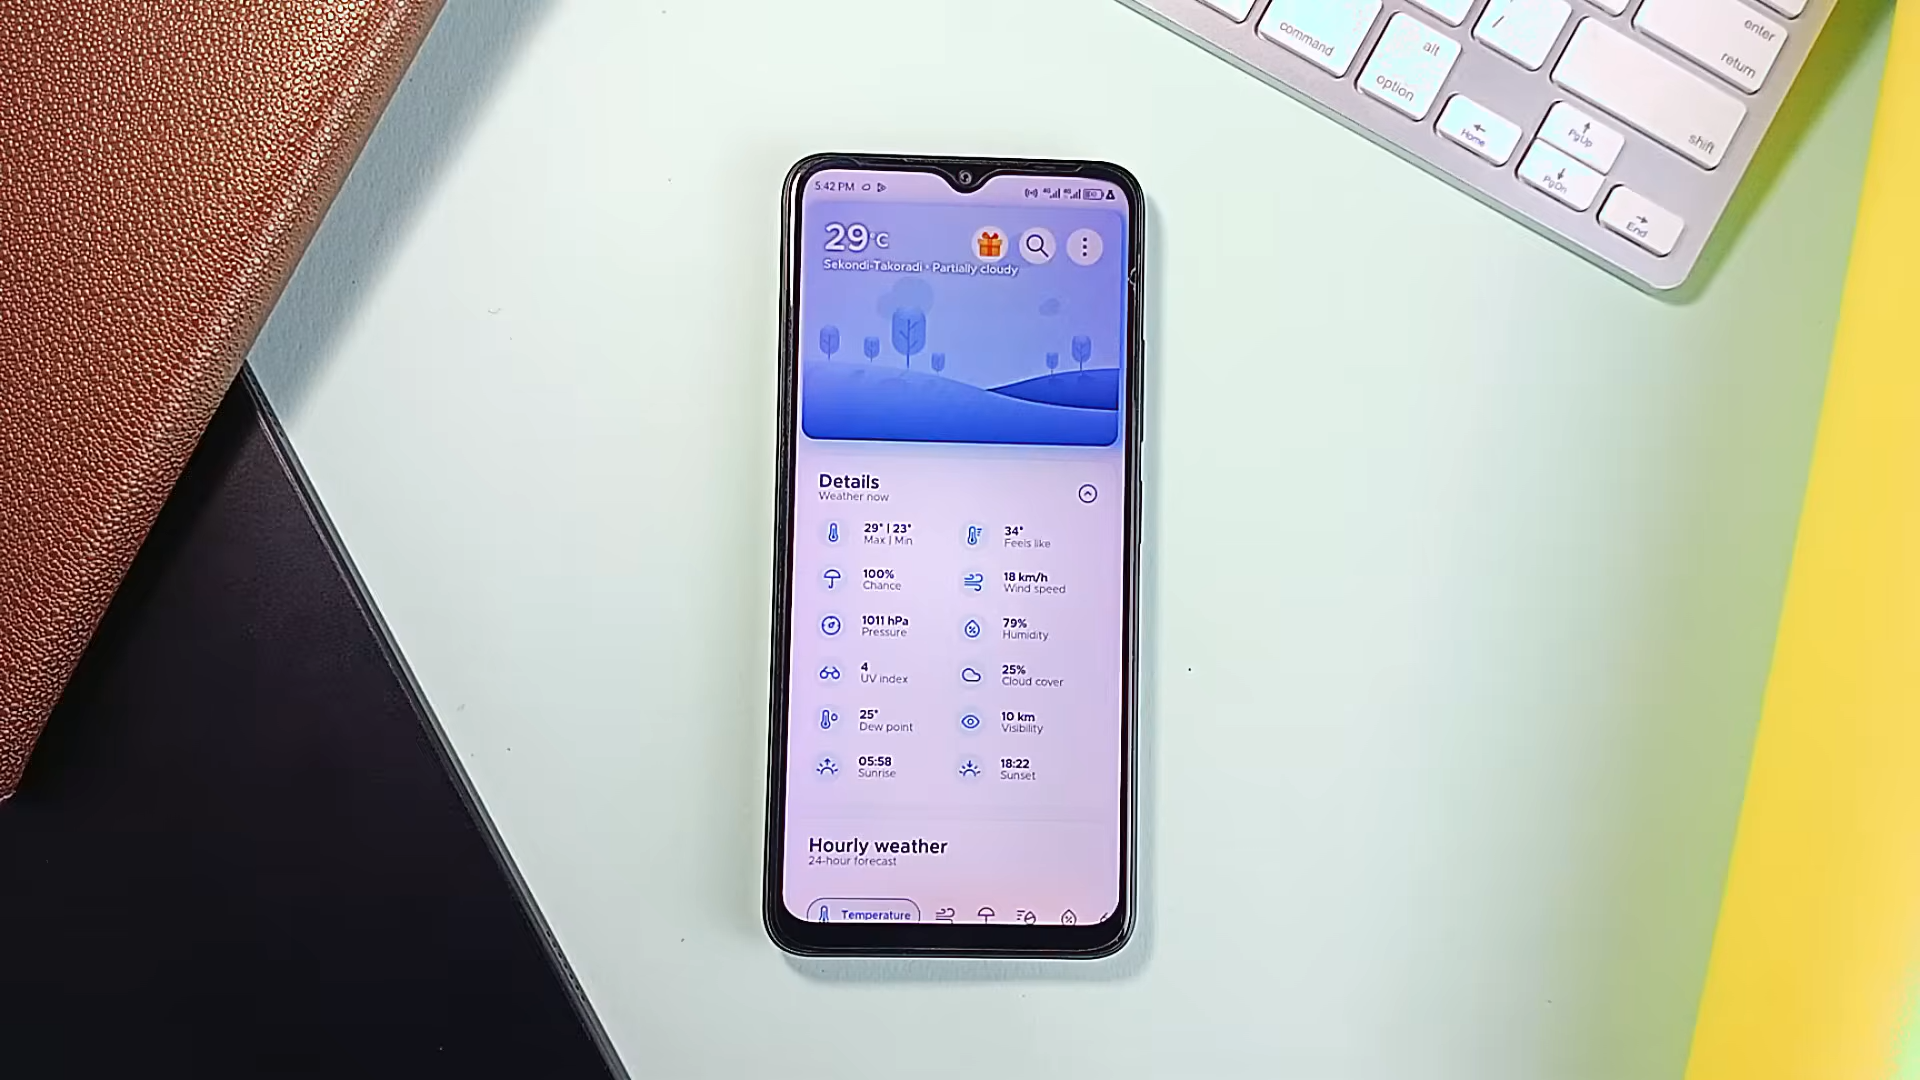 enter
return
command
alt
option
/
shift
Home
PgUp
PgDn
End
5:42 PM
4G 4G
29°C
Sekondi-Takoradi • Partially cloudy
Details
Weather now
29° | 23°
Max | Min
34°
Feels like
100%
Chance
18 km/h
Wind speed
1011 hPa
Pressure
79%
Humidity
4
UV index
25%
Cloud cover
25°
Dew point
10 km
Visibility
05:58
Sunrise
18:22
Sunset
Hourly weather
24-hour forecast
Temperature